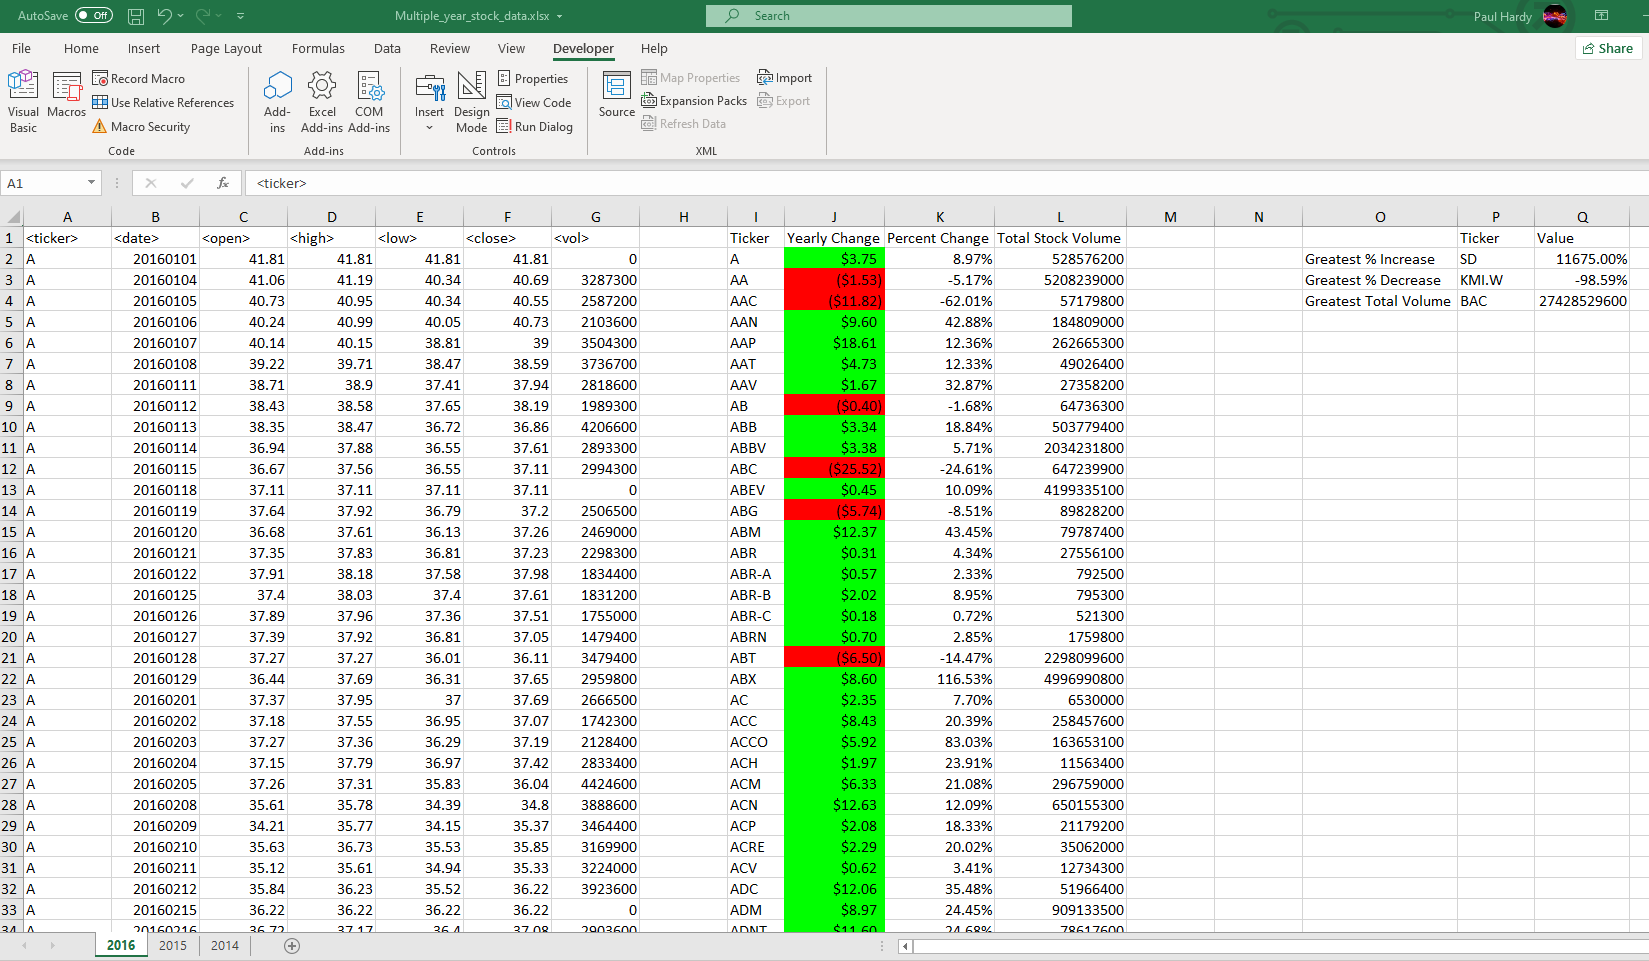 AutoSave Off Multiple_year_stock_data.xlsx Search Paul Hardy
File Home Insert Page Layout Formulas Data Review View Developer Help Share
Visual Basic Macros Record Macro Use Relative References Macro Security Add-ins Excel Add-ins COM Add-ins Insert Design Mode Properties View Code Run Dialog Source Map Properties Expansion Packs Refresh Data Import Export
Code Add-ins Controls XML
A1 fx <ticker>
A B C D E F G H I J K L M N O P Q
1 <ticker> <date> <open> <high> <low> <close> <vol> Ticker Yearly Change Percent Change Total Stock Volume Ticker Value
2 A 20160101 41.81 41.81 41.81 41.81 0 A $3.75 8.97% 528576200 Greatest % Increase SD 11675.00%
3 A 20160104 41.06 41.19 40.34 40.69 3287300 AA ($1.53) -5.17% 5208239000 Greatest % Decrease KMI.W -98.59%
4 A 20160105 40.73 40.95 40.34 40.55 2587200 AAC ($11.82) -62.01% 57179800 Greatest Total Volume BAC 27428529600
5 A 20160106 40.24 40.99 40.05 40.73 2103600 AAN $9.60 42.88% 184809000
6 A 20160107 40.14 40.15 38.81 39 3504300 AAP $18.61 12.36% 262665300
7 A 20160108 39.22 39.71 38.47 38.59 3736700 AAT $4.73 12.33% 49026400
8 A 20160111 38.71 38.9 37.41 37.94 2818600 AAV $1.67 32.87% 27358200
9 A 20160112 38.43 38.58 37.65 38.19 1989300 AB ($0.40) -1.68% 64736300
10 A 20160113 38.35 38.47 36.72 36.86 4206600 ABB $3.34 18.84% 503779400
11 A 20160114 36.94 37.88 36.55 37.61 2893300 ABBV $3.38 5.71% 2034231800
12 A 20160115 36.67 37.56 36.55 37.11 2994300 ABC ($25.52) -24.61% 647239900
13 A 20160118 37.11 37.11 37.11 37.11 0 ABEV $0.45 10.09% 4199335100
14 A 20160119 37.64 37.92 36.79 37.2 2506500 ABG ($5.74) -8.51% 89828200
15 A 20160120 36.68 37.61 36.13 37.26 2469000 ABM $12.37 43.45% 79787400
16 A 20160121 37.35 37.83 36.81 37.23 2298300 ABR $0.31 4.34% 27556100
17 A 20160122 37.91 38.18 37.58 37.98 1834400 ABR-A $0.57 2.33% 792500
18 A 20160125 37.4 38.03 37.4 37.61 1831200 ABR-B $2.02 8.95% 795300
19 A 20160126 37.89 37.96 37.36 37.51 1755000 ABR-C $0.18 0.72% 521300
20 A 20160127 37.39 37.92 36.81 37.05 1479400 ABRN $0.70 2.85% 1759800
21 A 20160128 37.27 37.27 36.01 36.11 3479400 ABT ($6.50) -14.47% 2298099600
22 A 20160129 36.44 37.69 36.31 37.65 2959800 ABX $8.60 116.53% 4996990800
23 A 20160201 37.37 37.95 37 37.69 2666500 AC $2.35 7.70% 6530000
24 A 20160202 37.18 37.55 36.95 37.07 1742300 ACC $8.43 20.39% 258457600
25 A 20160203 37.27 37.36 36.29 37.19 2128400 ACCO $5.92 83.03% 163653100
26 A 20160204 37.15 37.79 36.97 37.42 2833400 ACH $1.97 23.91% 11563400
27 A 20160205 37.26 37.31 35.83 36.04 4424600 ACM $6.33 21.08% 296759000
28 A 20160208 35.61 35.78 34.39 34.8 3888600 ACN $12.63 12.09% 650155300
29 A 20160209 34.21 35.77 34.15 35.37 3464400 ACP $2.08 18.33% 21179200
30 A 20160210 35.63 36.73 35.53 35.85 3169900 ACRE $2.29 20.02% 35062000
31 A 20160211 35.12 35.61 34.94 35.33 3224000 ACV $0.62 3.41% 12734300
32 A 20160212 35.84 36.23 35.52 36.22 3923600 ADC $12.06 35.48% 51966400
33 A 20160215 36.22 36.22 36.22 36.22 0 ADM $8.97 24.45% 909133500
34 A 20160216 36.72 37.17 36.4 37.08 2903600 ADNT $11.60 24.68% 78617600
2016 2015 2014